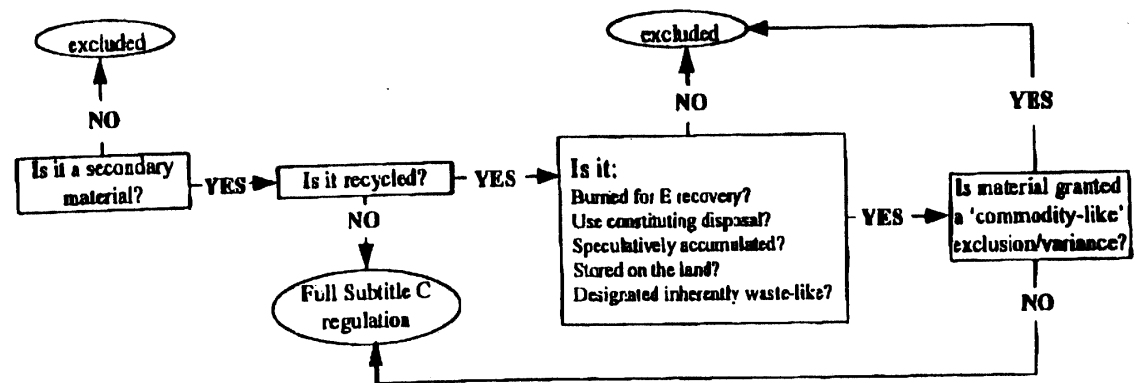 excluded
NO
Is it a secondary
material?
YES
Is it recycled?
NO
Full Subtitle C
regulation
YES
excluded
NO
Is it:
Burned for E recovery?
Use constituting disposal?
Speculatively accumulated?
Stored on the land?
Designated inherently waste-like?
YES
YES
Is material granted
a 'commodity-like'
exclusion/variance?
NO